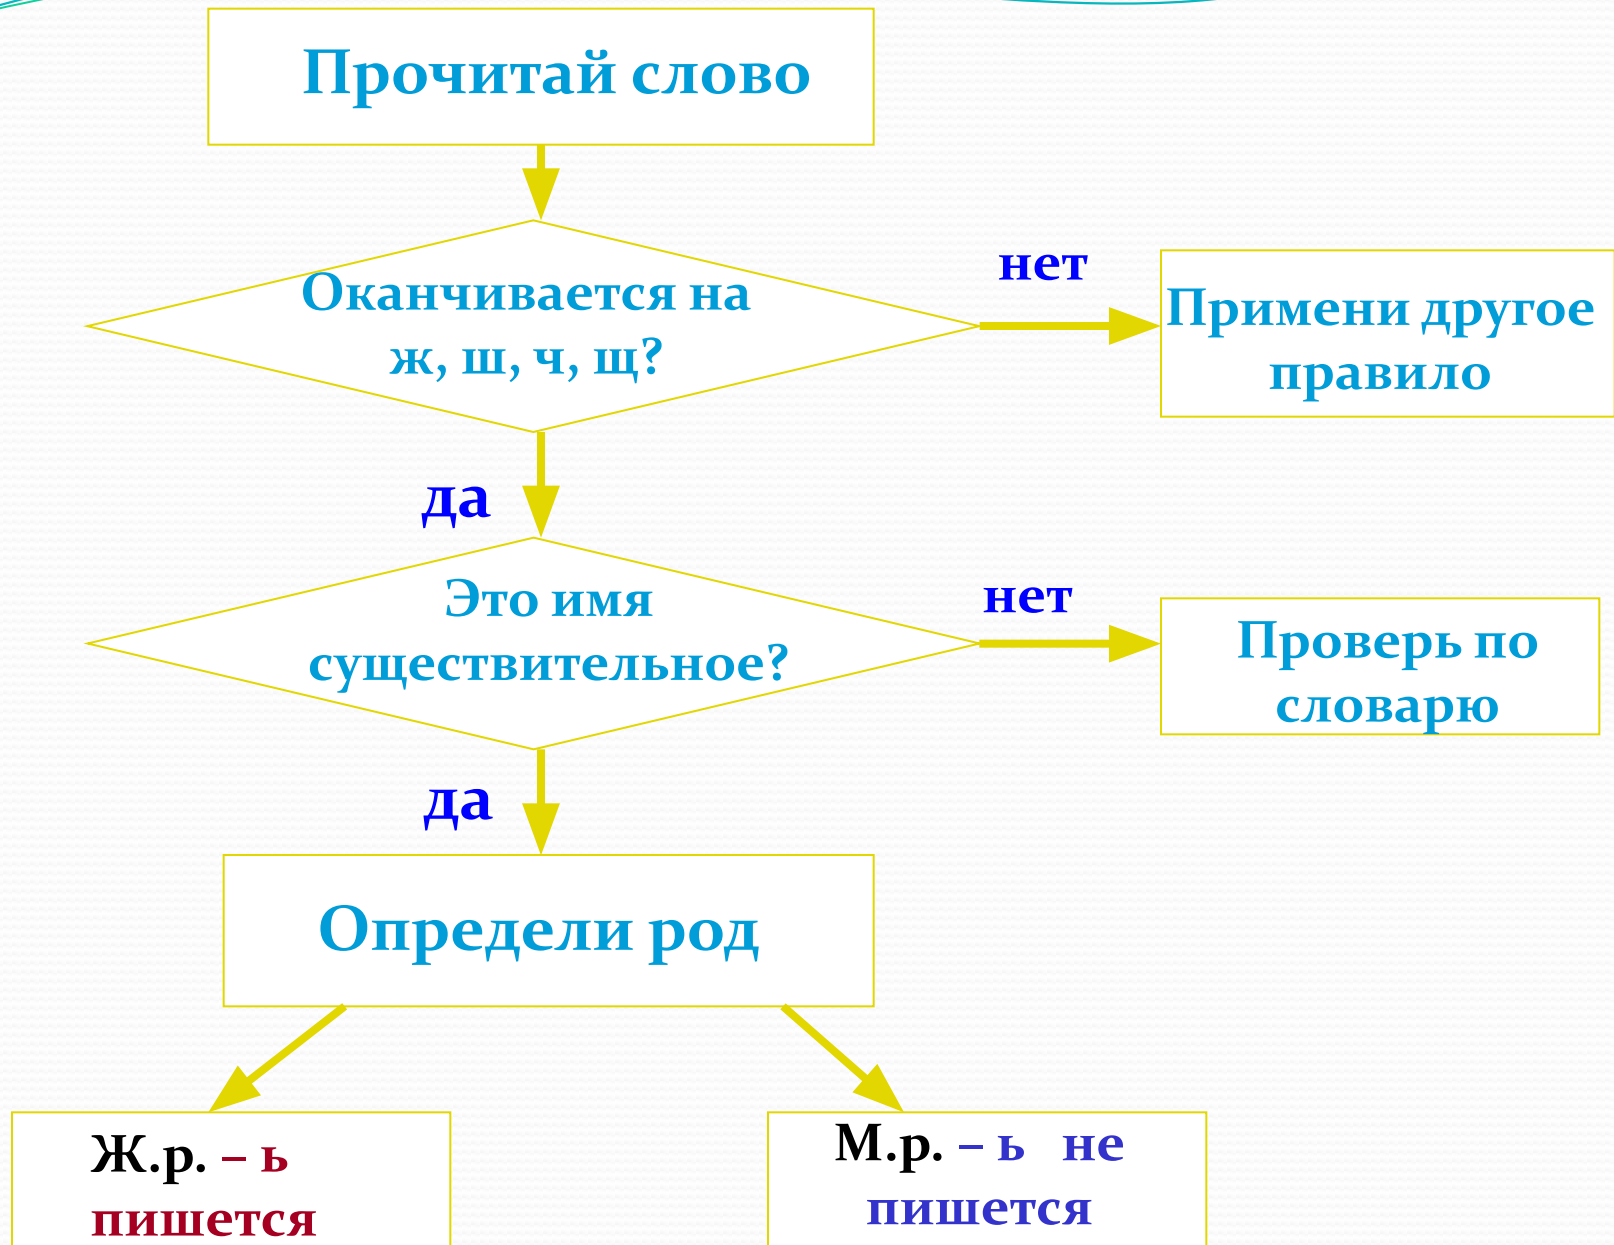 Прочитай слово
Оканчивается на
ж, ш, ч, щ?
нет
Примени другое
правило
да
Это имя
существительное?
нет
Проверь по
словарю
да
Определи род
Ж.р. – ь
пишется
М.р. – ь не
пишется